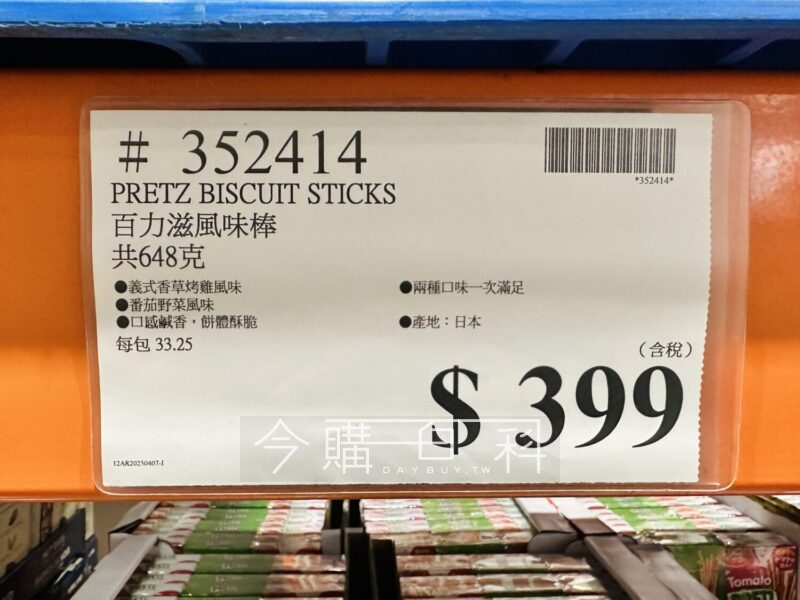 # 352414
*352414*
PRETZ BISCUIT STICKS
百力滋風味棒
共648克
●義式香草烤雞風味
●兩種口味一次滿足
●番茄野菜風味
●口感鹹香，餅體酥脆
●產地：日本
每包 33.25
（含稅）
$ 399
今購百科
DAYBUY.TW
12AR20250407-1
Tomato
PRETZ